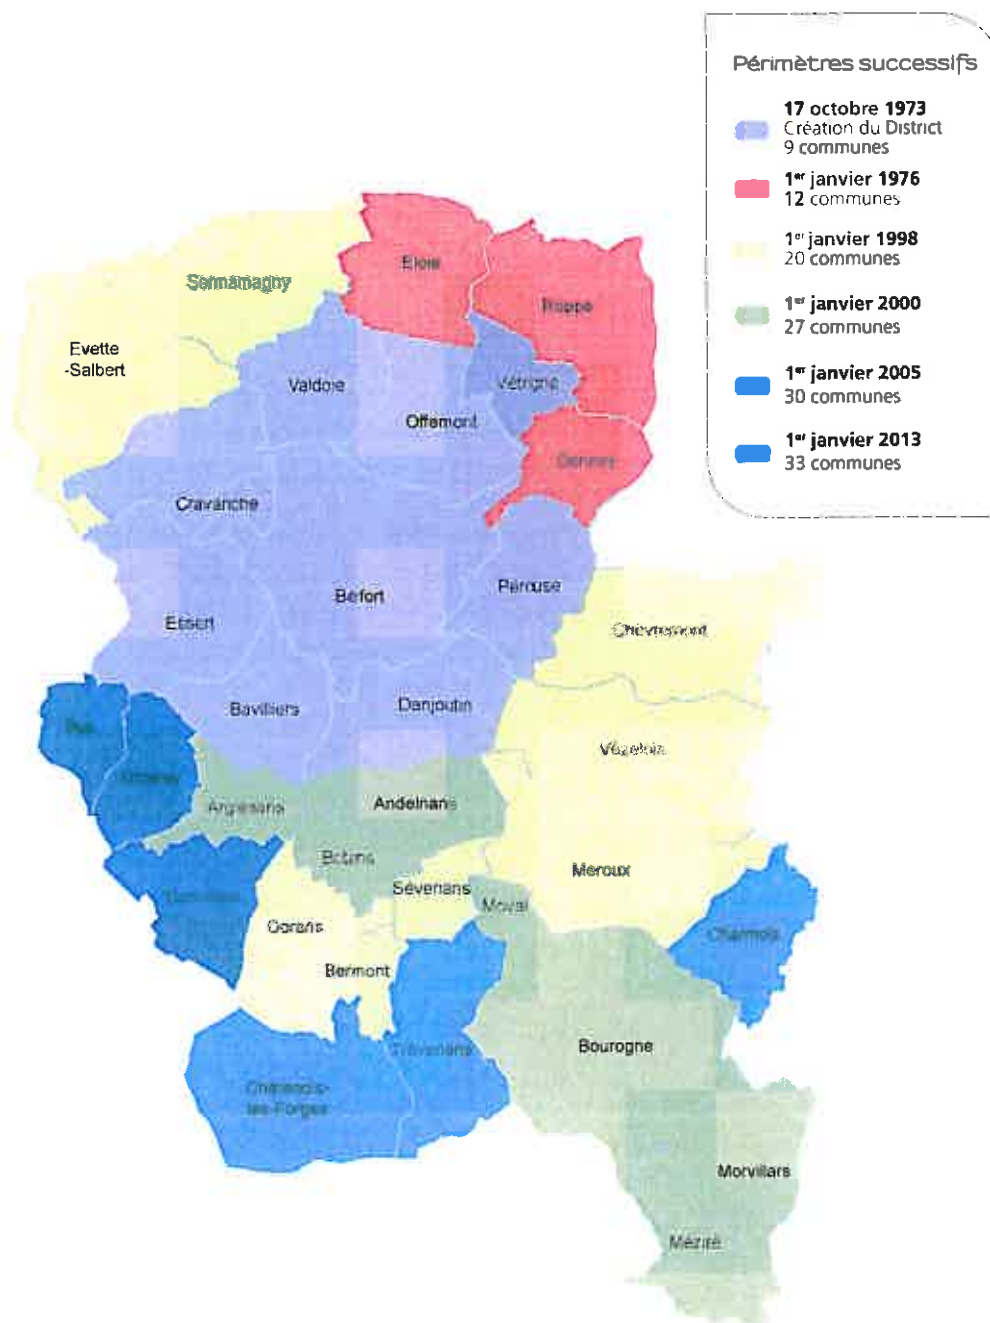 Périmètres successifs
17 octobre 1973
Création du District
9 communes
1er janvier 1976
12 communes
1er janvier 1998
20 communes
1er janvier 2000
27 communes
1er janvier 2005
30 communes
1er janvier 2013
33 communes
Eloie
Sermamagny
Roppe
Evette
-Salbert
Valdoie
Vétrigne
Offemont
Denney
Cravanche
Pérouse
Belfort
Essert
Chèvremont
Bavilliers
Danjoutin
Buc
Vézelois
Urcerey
Argiésans
Andelnans
Botans
Meroux
Sévenans
Moval
Dorans
Charmois
Bermont
Bourogne
Trévenans
Châtenois-
les-Forges
Morvillars
Méziré